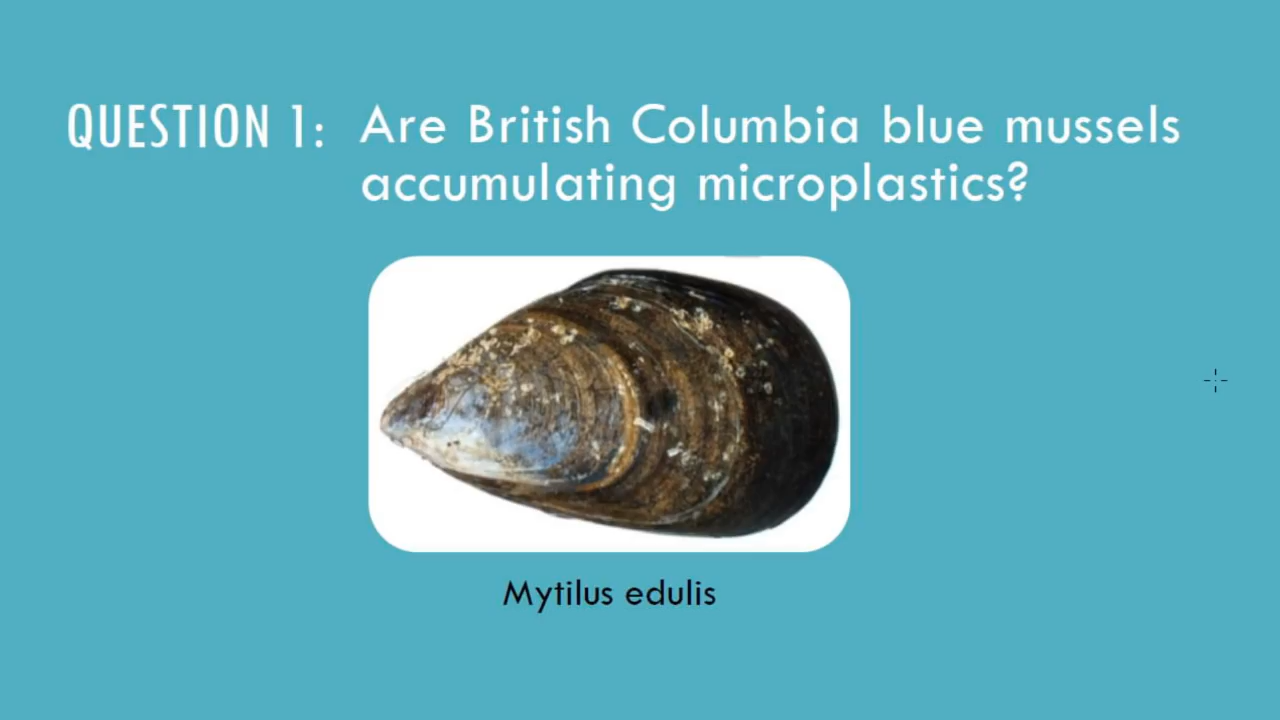 QUESTION 1: Are British Columbia blue mussels
accumulating microplastics?
Mytilus edulis